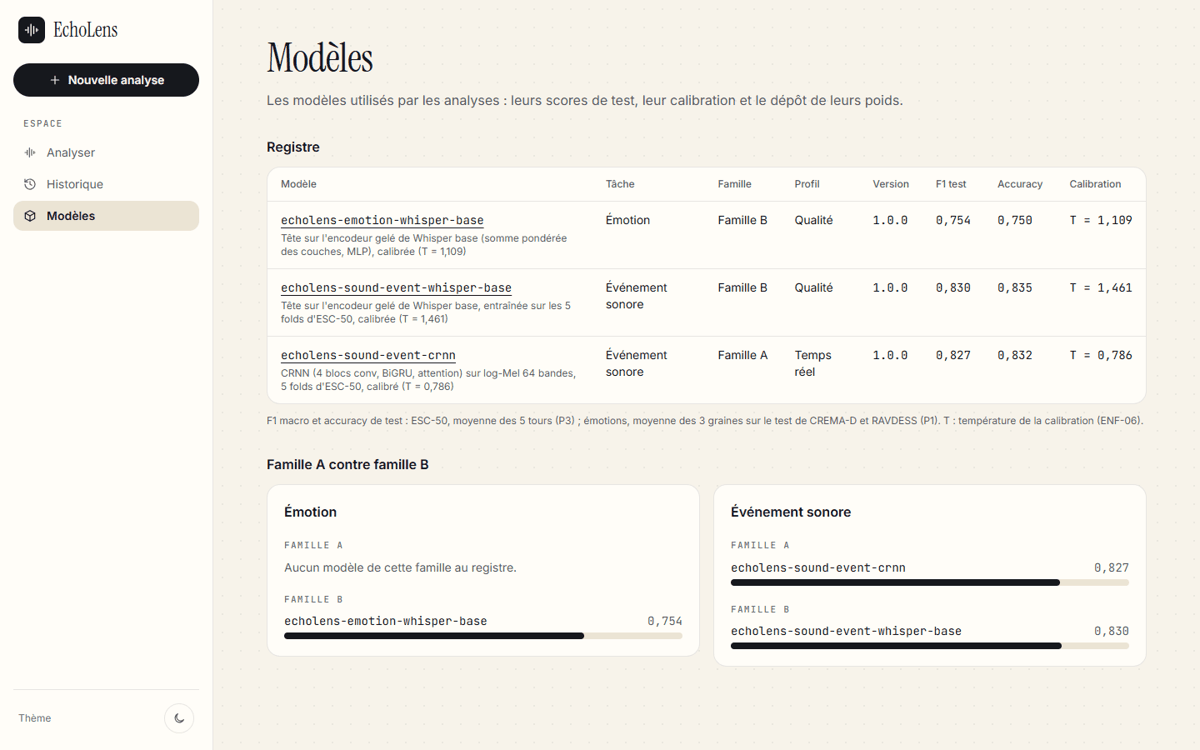 EchoLens
+ Nouvelle analyse
ESPACE
Analyser
Historique
Modèles
Thème
Modèles
Les modèles utilisés par les analyses : leurs scores de test, leur calibration et le dépôt de leurs poids.
Registre
Modèle Tâche Famille Profil Version F1 test Accuracy Calibration
echolens-emotion-whisper-base Émotion Famille B Qualité 1.0.0 0,754 0,750 T = 1,109
Tête sur l'encodeur gelé de Whisper base (somme pondérée
des couches, MLP), calibrée (T = 1,109)
echolens-sound-event-whisper-base Événement Famille B Qualité 1.0.0 0,830 0,835 T = 1,461
sonore
Tête sur l'encodeur gelé de Whisper base, entraînée sur les 5
folds d'ESC-50, calibrée (T = 1,461)
echolens-sound-event-crnn Événement Famille A Temps 1.0.0 0,827 0,832 T = 0,786
sonore réel
CRNN (4 blocs conv, BiGRU, attention) sur log-Mel 64 bandes,
5 folds d'ESC-50, calibré (T = 0,786)
F1 macro et accuracy de test : ESC-50, moyenne des 5 tours (P3) ; émotions, moyenne des 3 graines sur le test de CREMA-D et RAVDESS (P1). T : température de la calibration (ENF-06).
Famille A contre famille B
Émotion
FAMILLE A
Aucun modèle de cette famille au registre.
FAMILLE B
echolens-emotion-whisper-base 0,754
Événement sonore
FAMILLE A
echolens-sound-event-crnn 0,827
FAMILLE B
echolens-sound-event-whisper-base 0,830